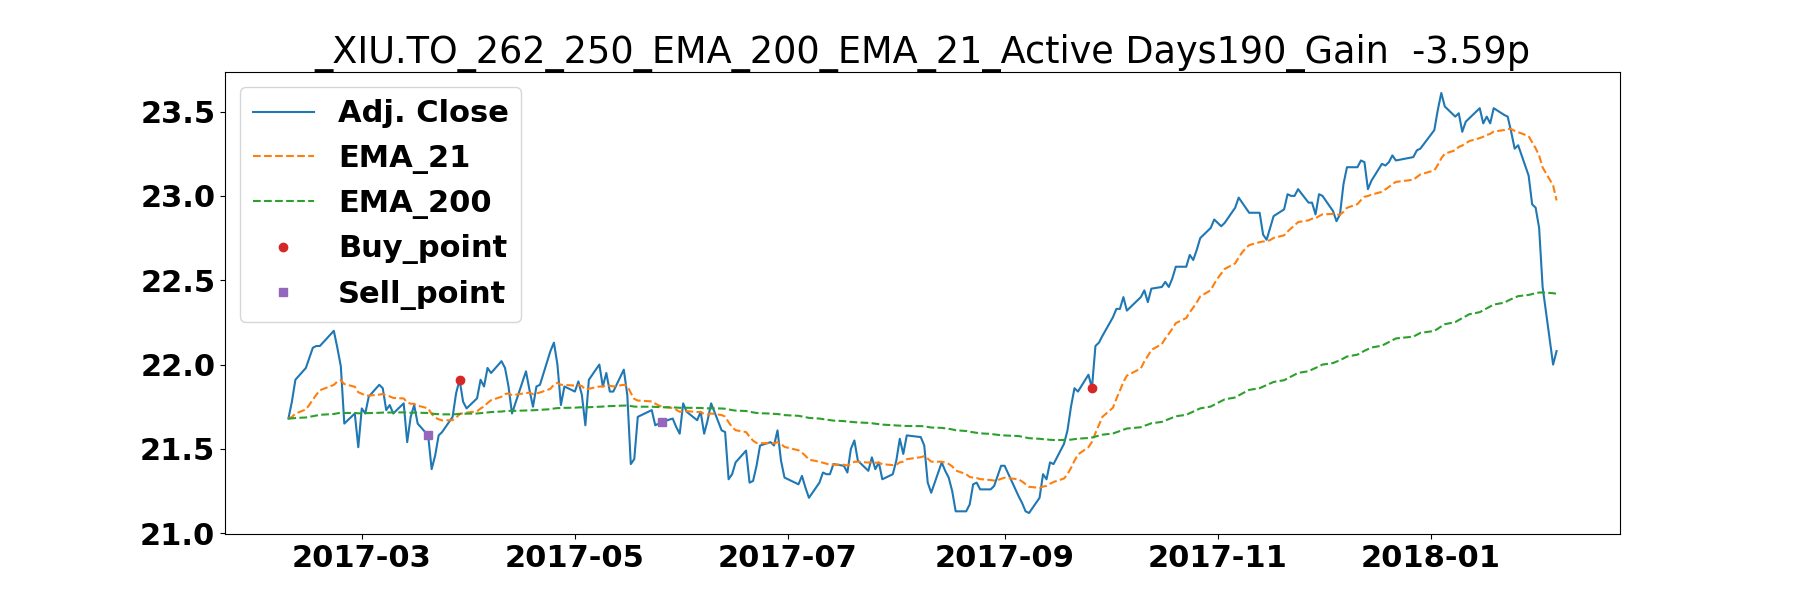 _XIU.TO_262_250_EMA_200_EMA_21_Active Days190_Gain  -3.59p
Adj. Close
EMA_21
EMA_200
Buy_point
Sell_point
23.5
23.0
22.5
22.0
21.5
21.0
2017-03 2017-05 2017-07 2017-09 2017-11 2018-01